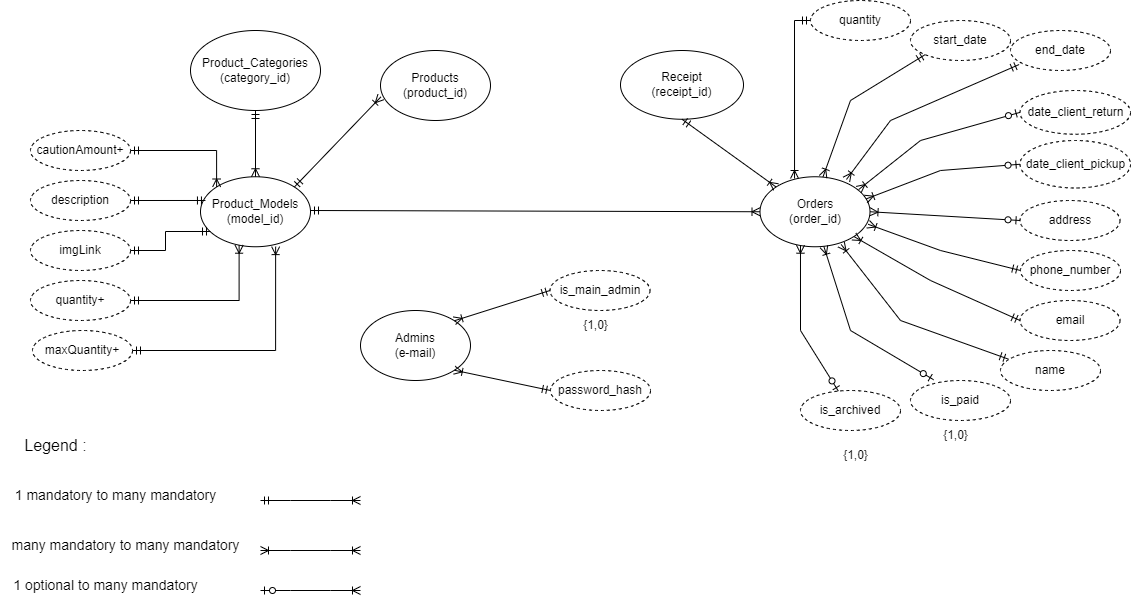 quantity
start_date
end_date
Product_Categories
(category_id)
Products
(product_id)
Receipt
(receipt_id)
date_client_return
cautionAmount+
date_client_pickup
description
Product_Models
(model_id)
Orders
(order_id)
address
imgLink
phone_number
quantity+
is_main_admin
{1,0}
email
maxQuantity+
Admins
(e-mail)
name
password_hash
is_archived
{1,0}
is_paid
{1,0}
Legend :
1 mandatory to many mandatory
many mandatory to many mandatory
1 optional to many mandatory